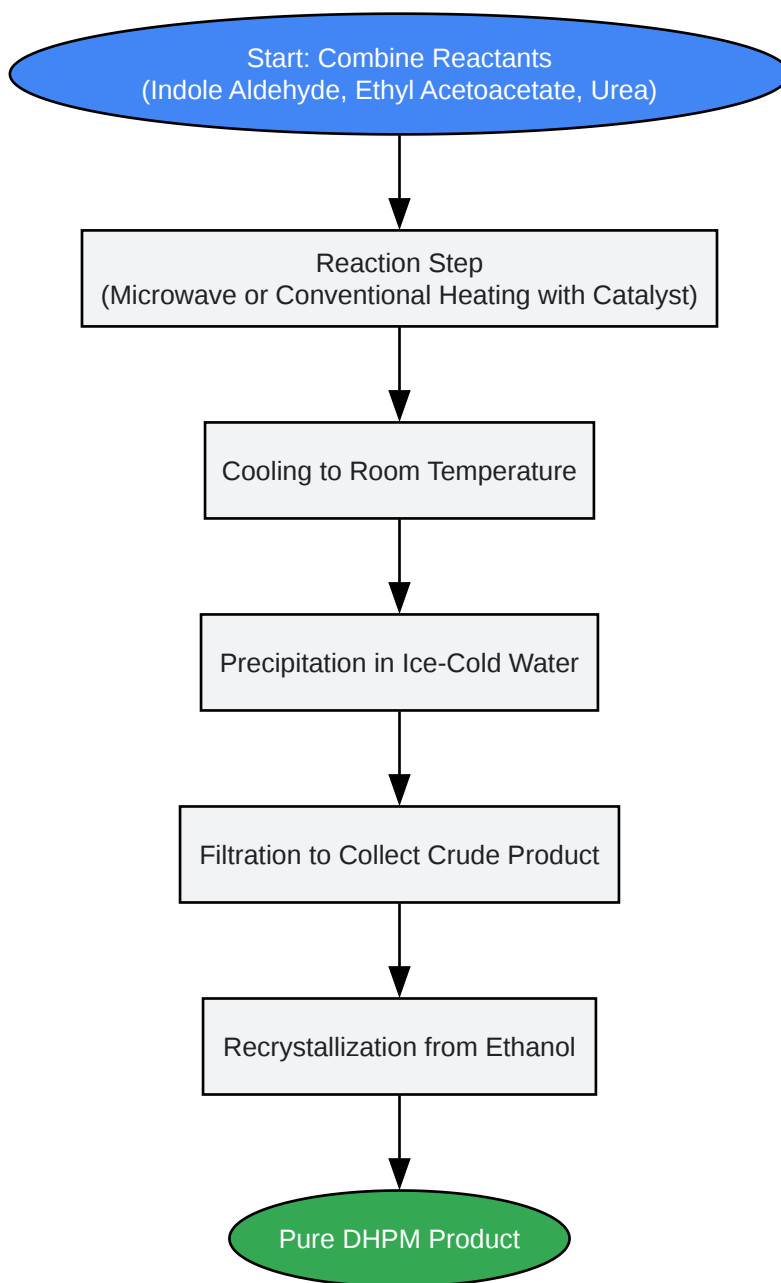 Start: Combine Reactants
(Indole Aldehyde, Ethyl Acetoacetate, Urea)
Reaction Step
(Microwave or Conventional Heating with Catalyst)
Cooling to Room Temperature
Precipitation in Ice-Cold Water
Filtration to Collect Crude Product
Recrystallization from Ethanol
Pure DHPM Product